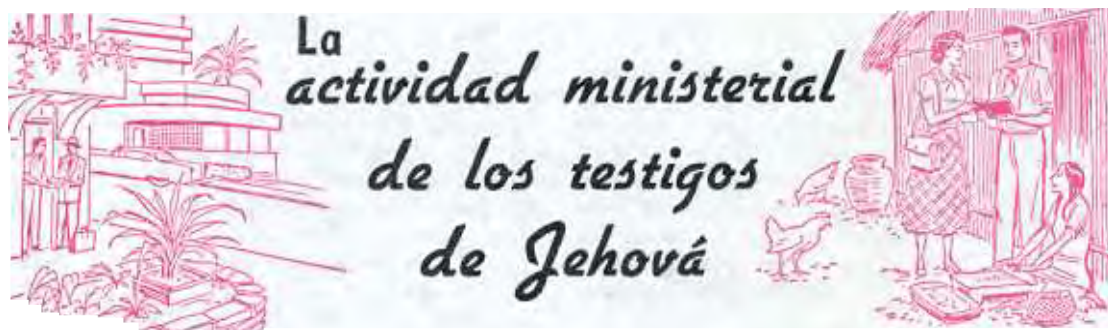 La
actividad ministerial
de los testigos
de Jehová